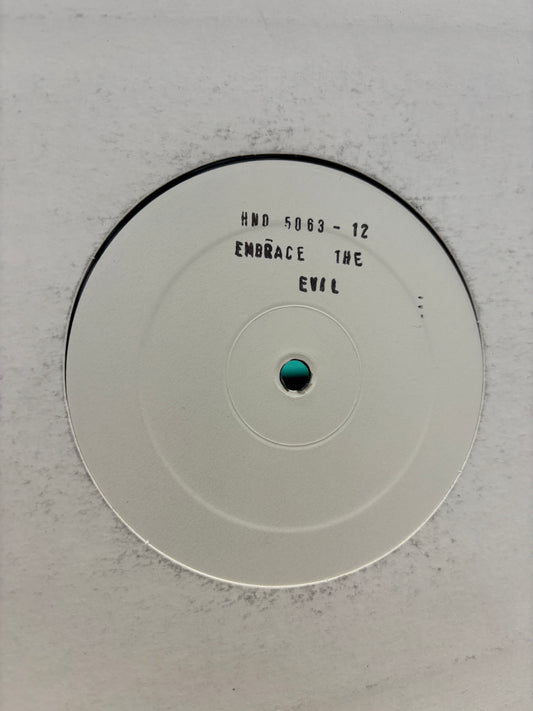 HND 5063 - 12
EMBRACE THE
EVIL